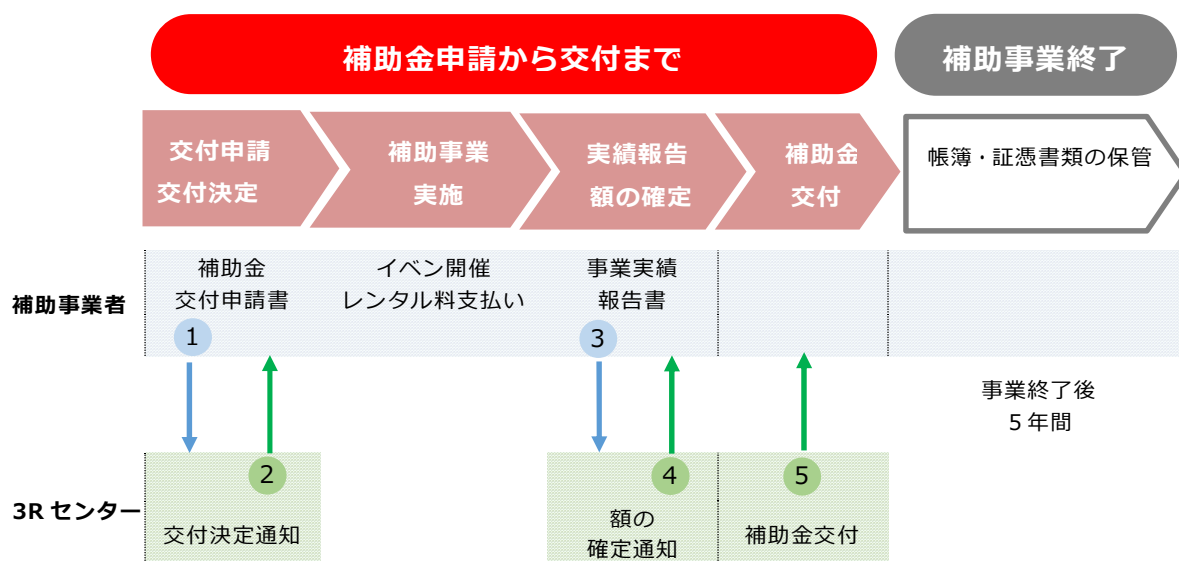 補助金申請から交付まで
補助事業終了
交付申請
交付決定
補助事業
実施
実績報告
額の確定
補助金
交付
帳簿・証憑書類の保管
補助事業者
補助金
交付申請書
イベン開催
レンタル料支払い
事業実績
報告書
1
3
事業終了後
5年間
3Rセンター
2
交付決定通知
4
額の
確定通知
5
補助金交付